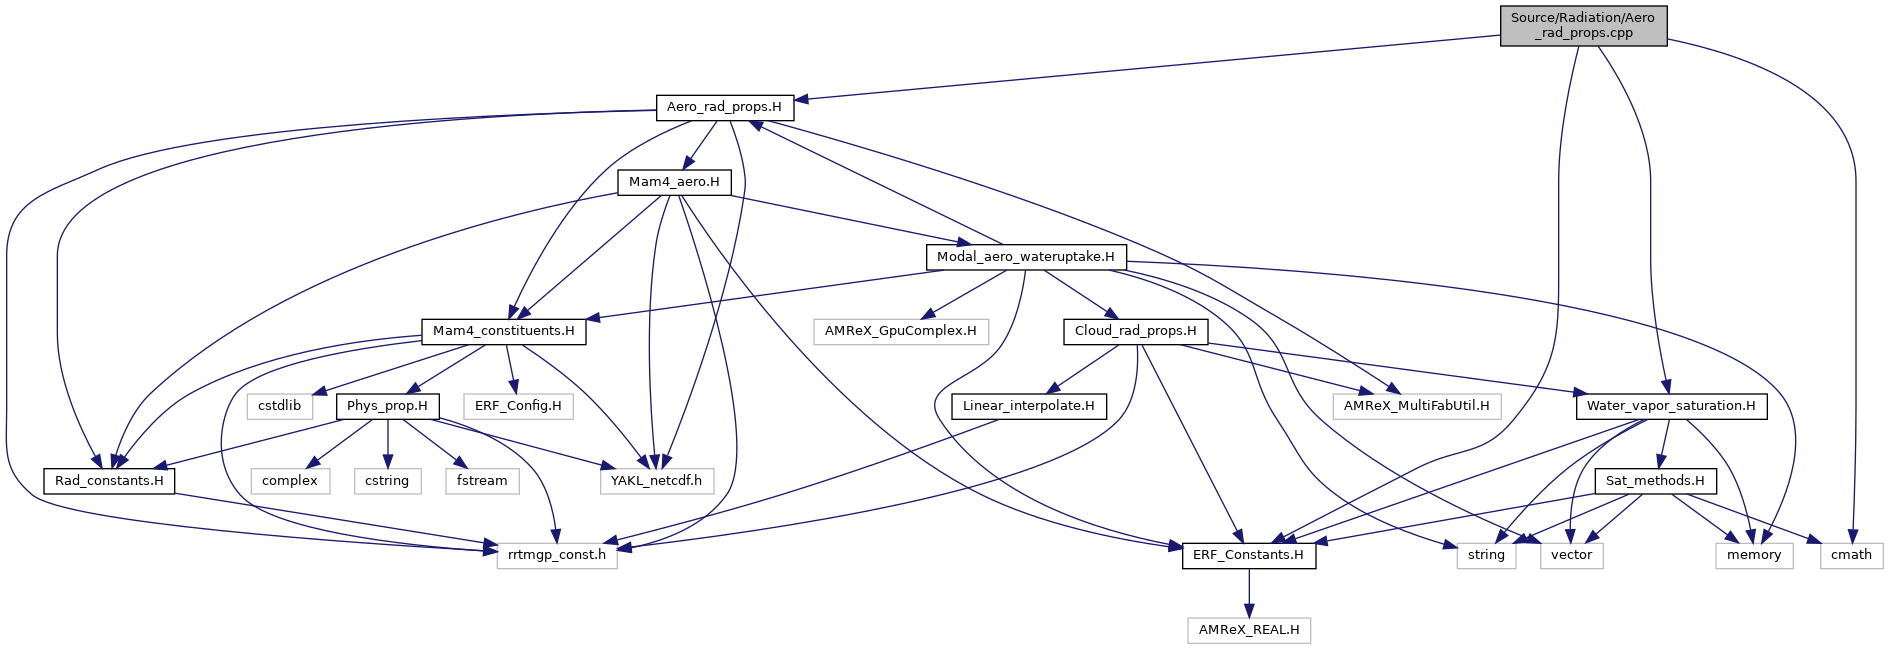 Source/Radiation/Aero
_rad_props.cpp
Aero_rad_props.H
Mam4_aero.H
Modal_aero_wateruptake.H
Mam4_constituents.H
AMReX_GpuComplex.H
Cloud_rad_props.H
cstdlib
Phys_prop.H
ERF_Config.H
Linear_interpolate.H
AMReX_MultiFabUtil.H
Water_vapor_saturation.H
Rad_constants.H
complex
cstring
fstream
YAKL_netcdf.h
Sat_methods.H
rrtmgp_const.h
ERF_Constants.H
string
vector
memory
cmath
AMReX_REAL.H